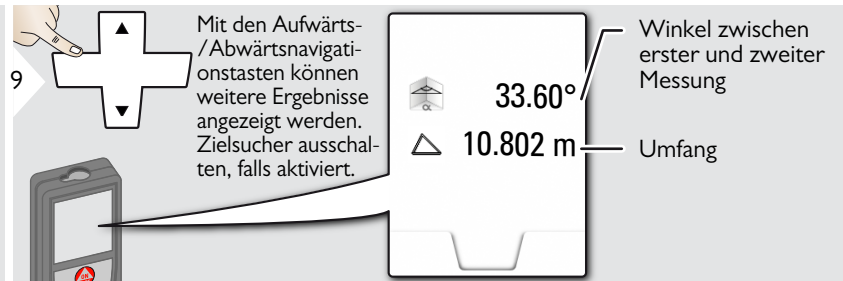 9
Mit den Aufwärts-
/Abwärtsnavigati-
onstasten können
weitere Ergebnisse
angezeigt werden.
Zielsucher ausschal-
ten, falls aktiviert.
α
33.60°
10.802 m
Winkel zwischen
erster und zweiter
Messung
Umfang
ON